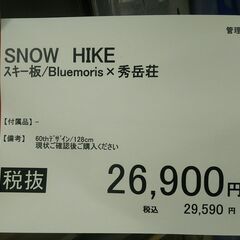 管理
SNOW HIKE
スキー板/Bluemoris×秀岳荘
【付属品】-
【備考】 60thデザイン/128cm
現状ご確認後ご購入ください
税抜 26,900円
税込 29,590円